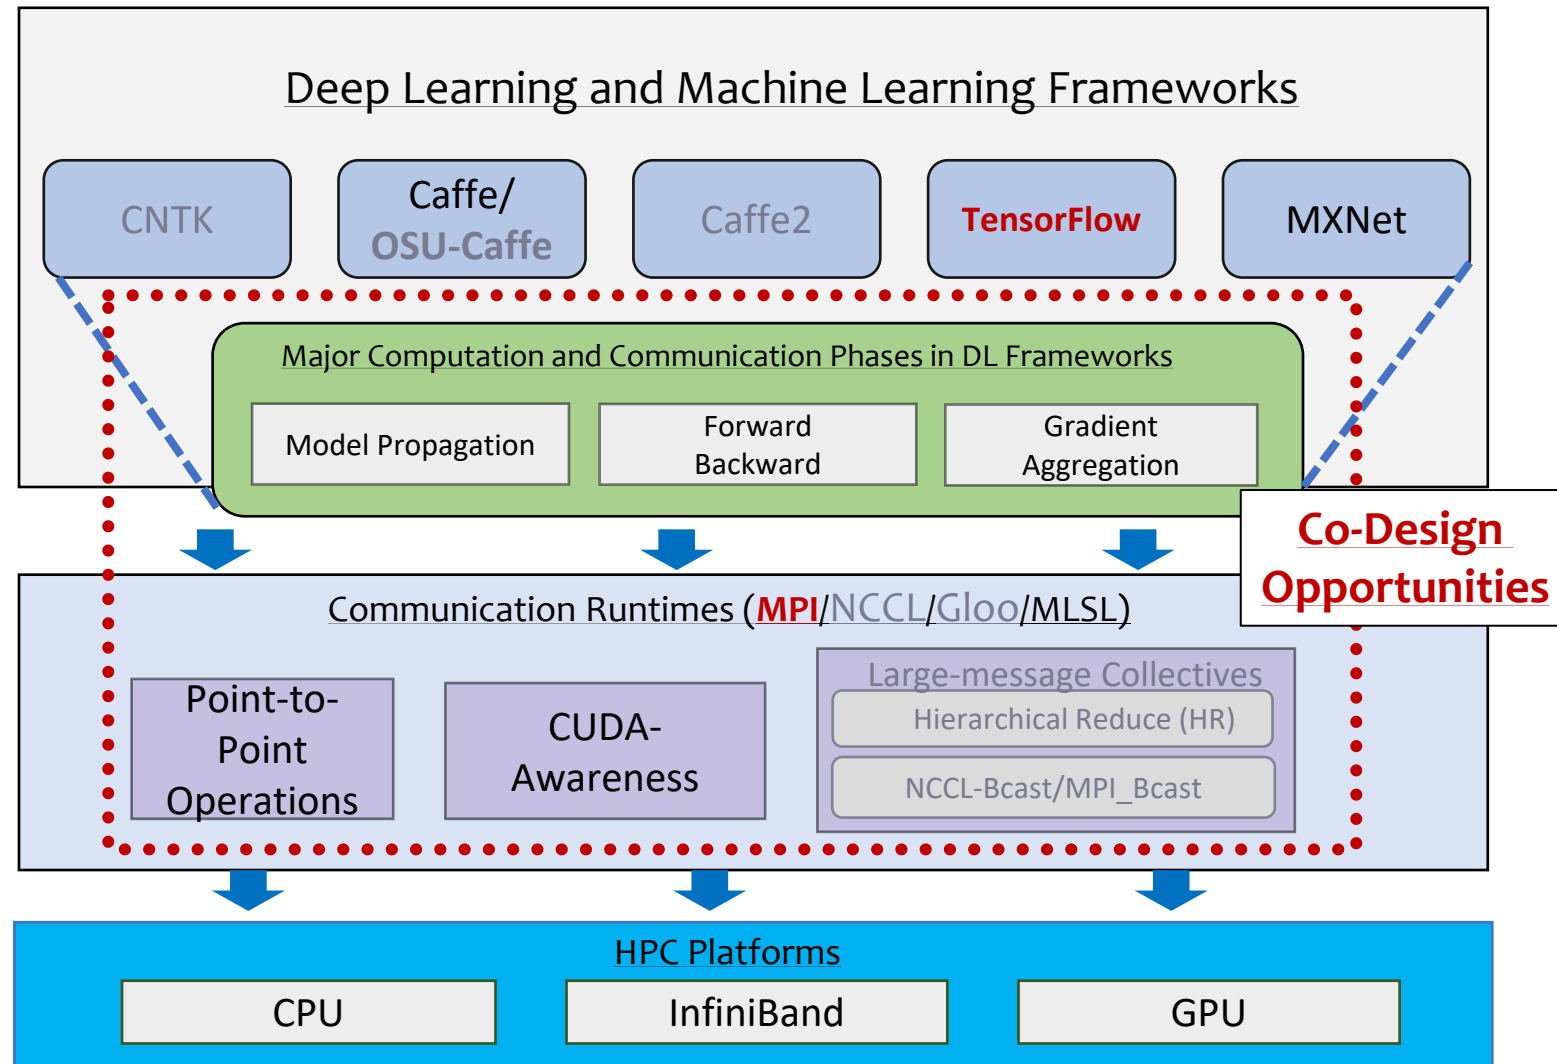 Deep Learning and Machine Learning Frameworks
CNTK
Caffe/
OSU-Caffe
Caffe2
TensorFlow
MXNet
Major Computation and Communication Phases in DL Frameworks
Model Propagation
Forward
Backward
Gradient
Aggregation
Co-Design
Opportunities
Communication Runtimes (MPI/NCCL/Gloo/MLSL)
Point-to-
Point
Operations
CUDA-
Awareness
Large-message Collectives
Hierarchical Reduce (HR)
NCCL-Bcast/MPI_Bcast
HPC Platforms
CPU
InfiniBand
GPU